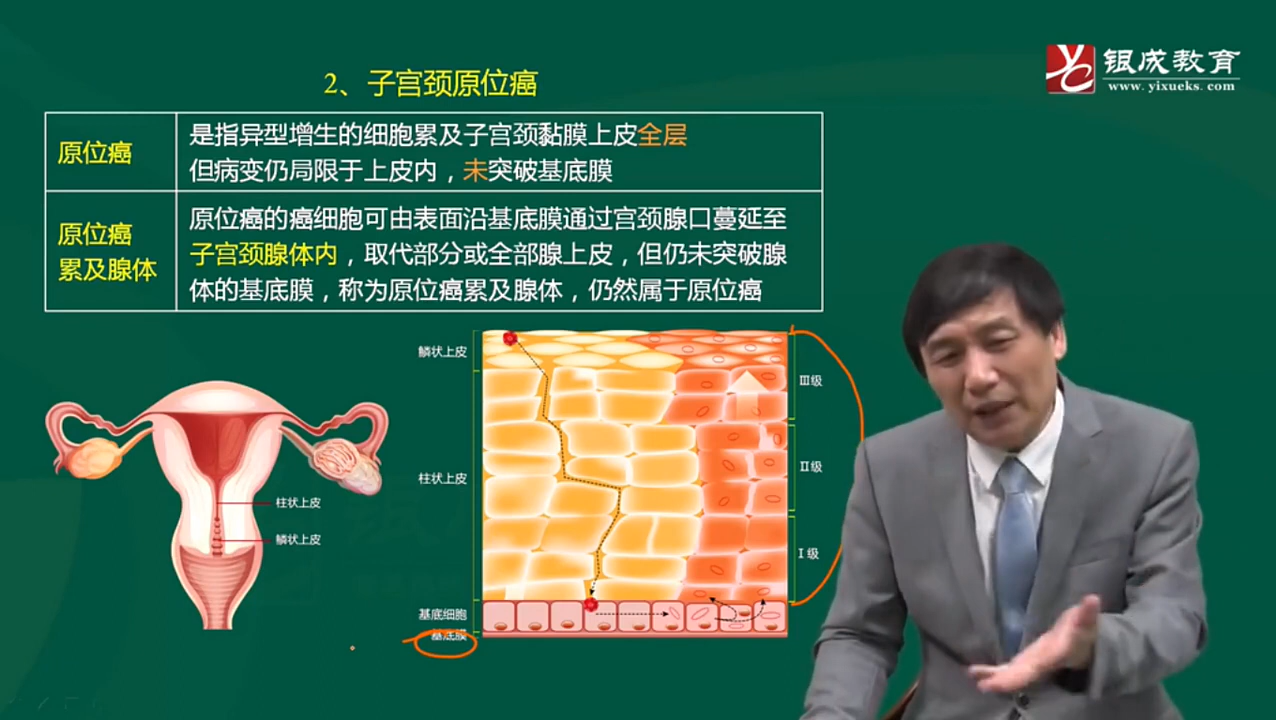 2、子宫颈原位癌
银成教育
www.yixueks.com
原位癌
是指异型增生的细胞累及子宫颈黏膜上皮全层
但病变仍局限于上皮内，未突破基底膜
原位癌
累及腺体
原位癌的癌细胞可由表面沿基底膜通过宫颈腺口蔓延至
子宫颈腺体内，取代部分或全部腺上皮，但仍未突破腺
体的基底膜，称为原位癌累及腺体，仍然属于原位癌
鳞状上皮
柱状上皮
基底细胞
基底膜
III级
II级
I级
柱状上皮
鳞状上皮